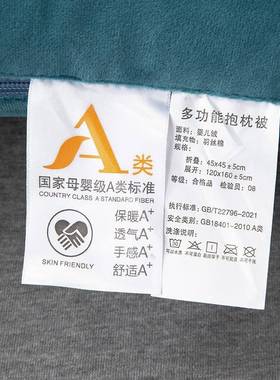 A类
国家母婴级A类标准
COUNTRY CLASS A STANDARD FIBER
保暖A+
透气A+
手感A+
舒适A+
SKIN FRIENDLY
多功能抱枕被
面料：婴儿绒
填充物：羽丝棉
规格：
折叠：45x45±5cm
展开：120x160±5cm
等级：合格品 检验员：08
执行标准：GB/T22796-2021
安全类别：GB18401-2010 A类
洗涤说明：